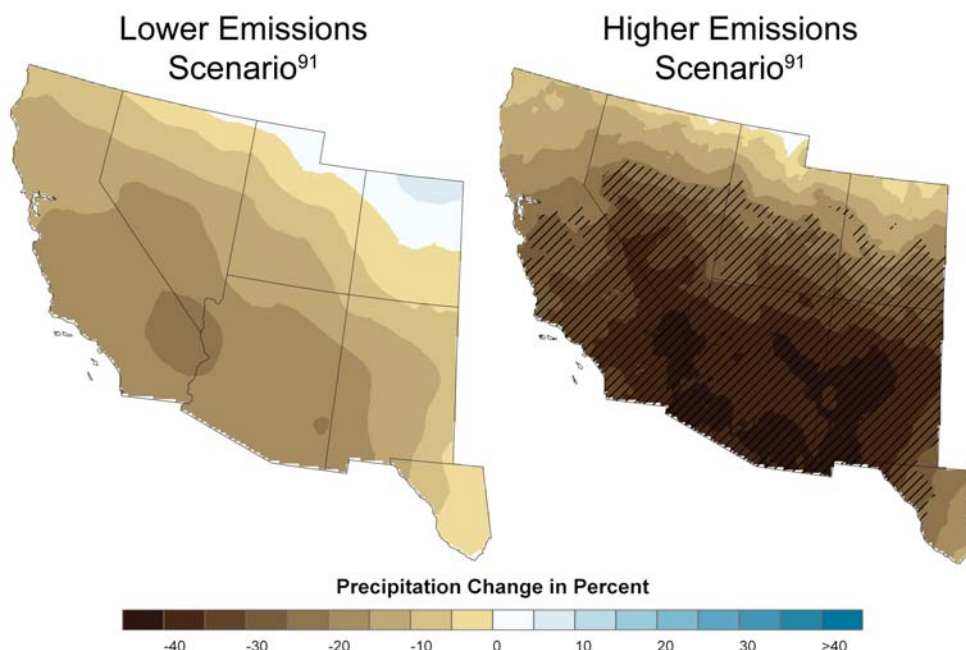 Lower Emissions
Scenario91
Higher Emissions
Scenario91
Precipitation Change in Percent
-40 -30 -20 -10 0 10 20 30 >40